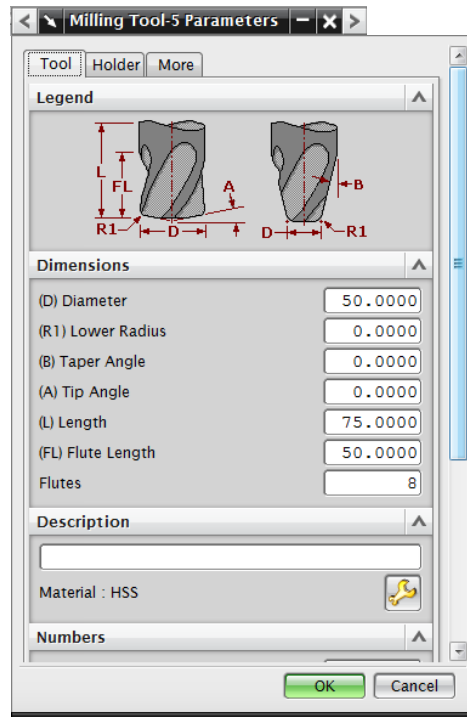 Milling Tool-5 Parameters
Tool Holder More
Legend
L
FL
A
B
R1 D D R1
Dimensions
(D) Diameter 50.0000
(R1) Lower Radius 0.0000
(B) Taper Angle 0.0000
(A) Tip Angle 0.0000
(L) Length 75.0000
(FL) Flute Length 50.0000
Flutes 8
Description
Material : HSS
Numbers
OK Cancel